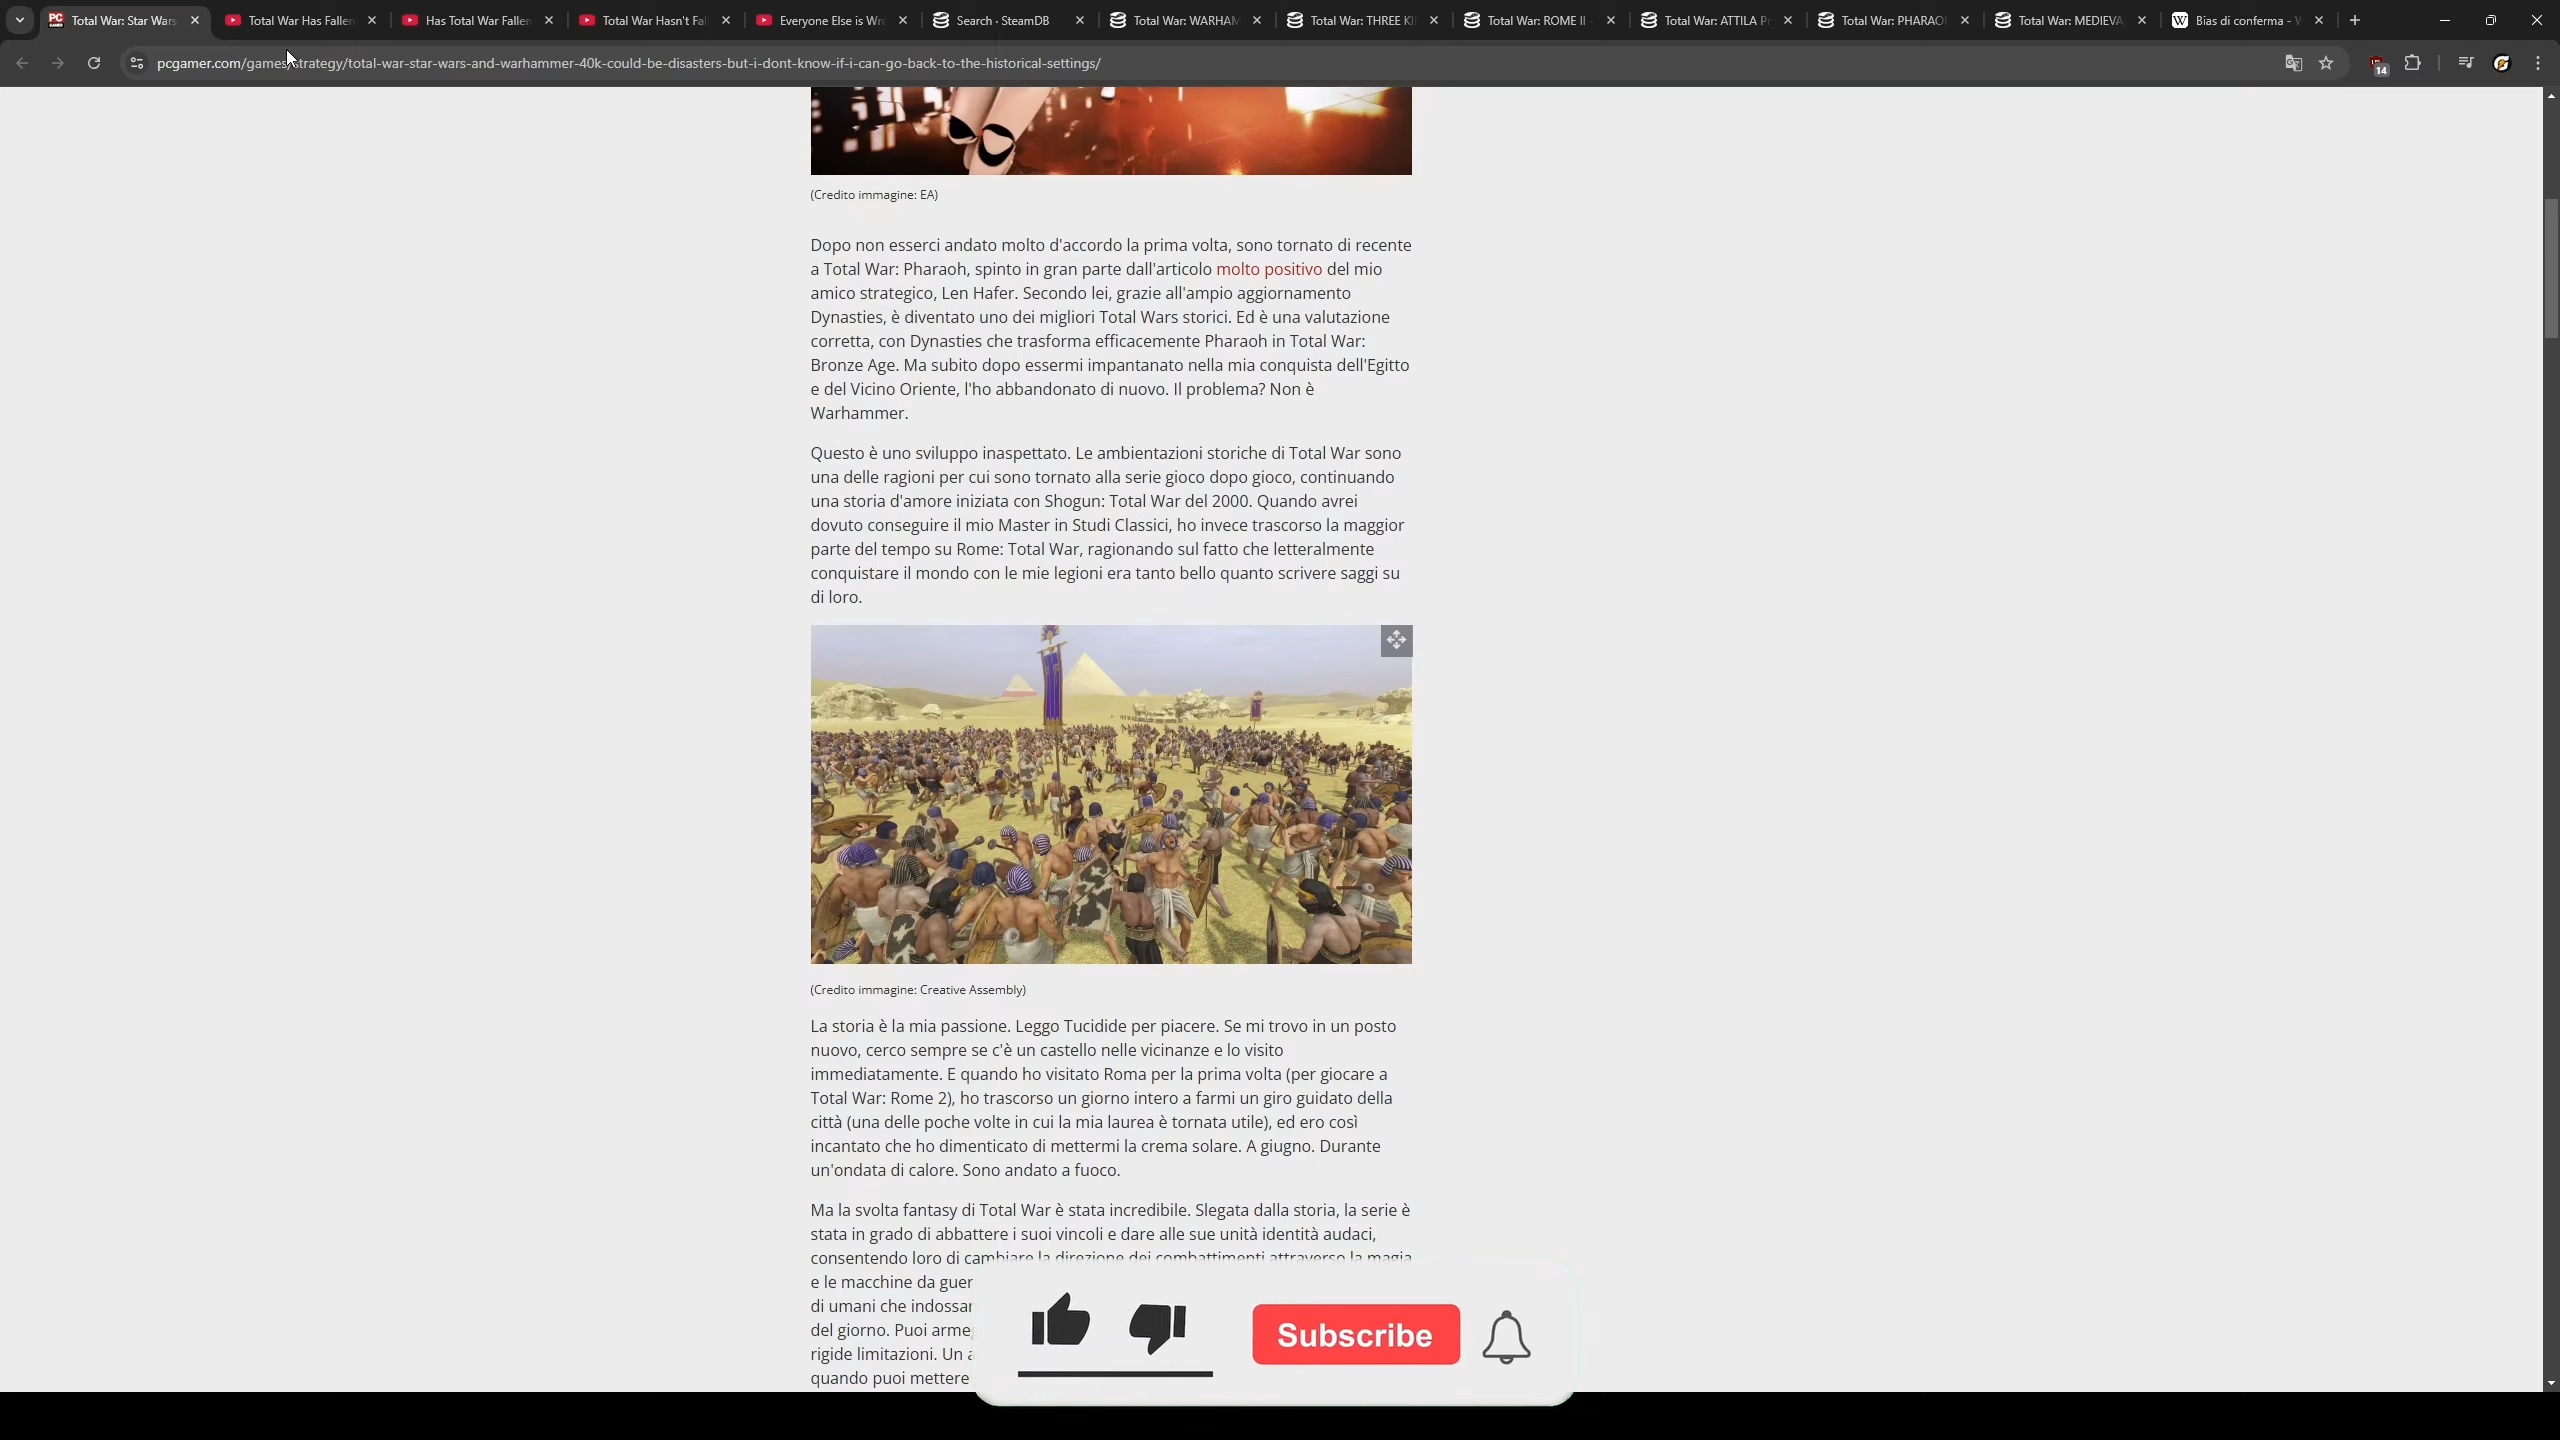 Total War: Star Wars
Total War Has Fallen
Has Total War Fallen
Total War Hasn't Fal
Everyone Else is Wro
Search · SteamDB
Total War: WARHAM
Total War: THREE KI
Total War: ROME II -
Total War: ATTILA P
Total War: PHARAO
Total War: MEDIEVA
Bias di conferma -
pcgamer.com/games/strategy/total-war-star-wars-and-warhammer-40k-could-be-disasters-but-i-dont-know-if-i-can-go-back-to-the-historical-settings/
14
(Credito immagine: EA)
Dopo non esserci andato molto d'accordo la prima volta, sono tornato di recente
a Total War: Pharaoh, spinto in gran parte dall'articolo molto positivo del mio
amico strategico, Len Hafer. Secondo lei, grazie all'ampio aggiornamento
Dynasties, è diventato uno dei migliori Total Wars storici. Ed è una valutazione
corretta, con Dynasties che trasforma efficacemente Pharaoh in Total War:
Bronze Age. Ma subito dopo essermi impantanato nella mia conquista dell'Egitto
e del Vicino Oriente, l'ho abbandonato di nuovo. Il problema? Non è
Warhammer.
Questo è uno sviluppo inaspettato. Le ambientazioni storiche di Total War sono
una delle ragioni per cui sono tornato alla serie gioco dopo gioco, continuando
una storia d'amore iniziata con Shogun: Total War del 2000. Quando avrei
dovuto conseguire il mio Master in Studi Classici, ho invece trascorso la maggior
parte del tempo su Rome: Total War, ragionando sul fatto che letteralmente
conquistare il mondo con le mie legioni era tanto bello quanto scrivere saggi su
di loro.
(Credito immagine: Creative Assembly)
La storia è la mia passione. Leggo Tucidide per piacere. Se mi trovo in un posto
nuovo, cerco sempre se c'è un castello nelle vicinanze e lo visito
immediatamente. E quando ho visitato Roma per la prima volta (per giocare a
Total War: Rome 2), ho trascorso un giorno intero a farmi un giro guidato della
città (una delle poche volte in cui la mia laurea è tornata utile), ed ero così
incantato che ho dimenticato di mettermi la crema solare. A giugno. Durante
un'ondata di calore. Sono andato a fuoco.
Ma la svolta fantasy di Total War è stata incredibile. Slegata dalla storia, la serie è
stata in grado di abbattere i suoi vincoli e dare alle sue unità identità audaci,
consentendo loro di cambiare la direzione dei combattimenti attraverso la magia
e le macchine da guer
di umani che indossar
del giorno. Puoi armeg
rigide limitazioni. Un a
quando puoi mettere
Subscribe